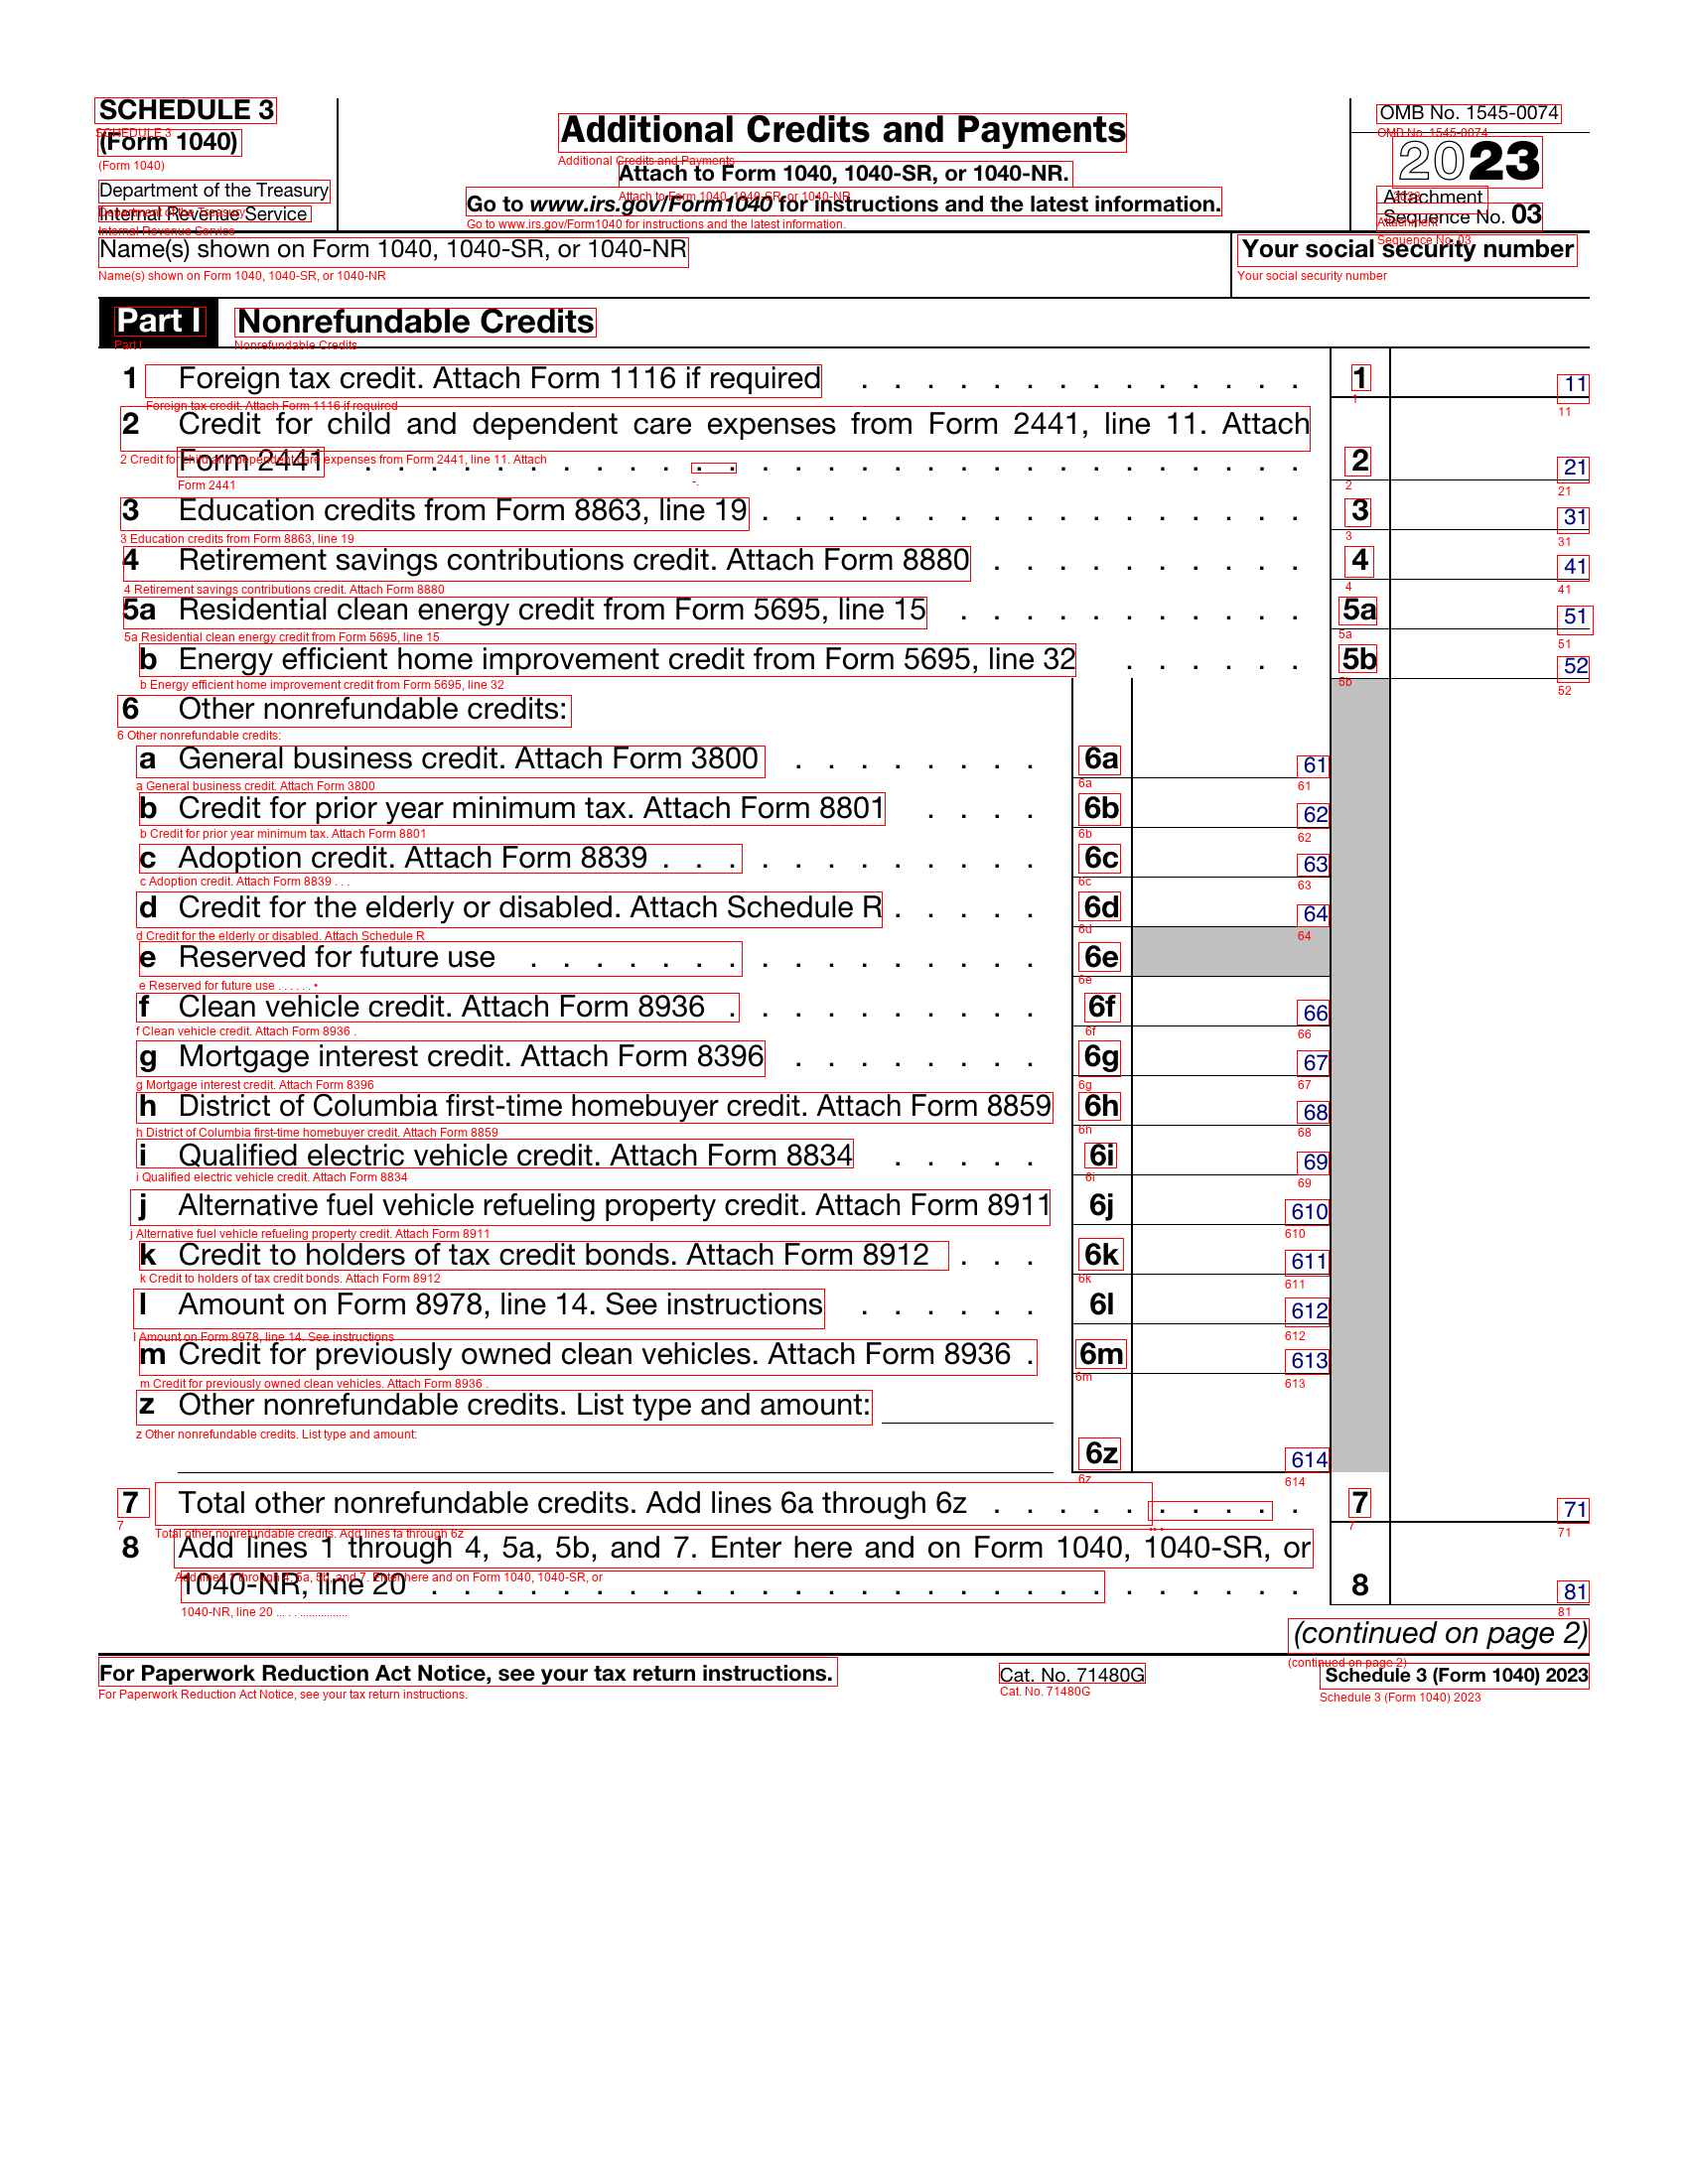 SCHEDULE 3
SCHEDULE 3
(Form 1040)
(Form 1040)
Department of the Treasury
Department of the Treasury
Internal Revenue Service
Internal Revenue Service
Additional Credits and Payments
Additional Credits and Payments
Attach to Form 1040, 1040-SR, or 1040-NR.
Attach to Form 1040, 1040-SR, or 1040-NR.
Go to www.irs.gov/Form1040 for instructions and the latest information.
Go to www.irs.gov/Form1040 for instructions and the latest information.
OMB No. 1545-0074
OMB No. 1545-0074
2023
2023
Attachment
Attachment
Sequence No. 03
Sequence No. 03
Name(s) shown on Form 1040, 1040-SR, or 1040-NR Your social security number
Name(s) shown on Form 1040, 1040-SR, or 1040-NR Your social security number
Part I Nonrefundable Credits
Part I Nonrefundable Credits
1 Foreign tax credit. Attach Form 1116 if required . . . . . . . . . . . . . . 1 11
Foreign tax credit. Attach Form 1116 if required 1 11
2 Credit for child and dependent care expenses from Form 2441, line 11. Attach
2 Credit for child and dependent care expenses from Form 2441, line 11. Attach
Form 2441 . . . . . . . . . . . . . . . . . . . . . . . . . . . . . 2 21
Form 2441 -. 2 21
3 Education credits from Form 8863, line 19 . . . . . . . . . . . . . . . . . 3 31
3 Education credits from Form 8863, line 19 3 31
4 Retirement savings contributions credit. Attach Form 8880 . . . . . . . . . . 4 41
4 Retirement savings contributions credit. Attach Form 8880 4 41
5a Residential clean energy credit from Form 5695, line 15 . . . . . . . . . . . 5a 51
5a Residential clean energy credit from Form 5695, line 15 5a 51
b Energy efficient home improvement credit from Form 5695, line 32 . . . . . . 5b 52
b Energy efficient home improvement credit from Form 5695, line 32 5b 52
6 Other nonrefundable credits:
6 Other nonrefundable credits:
a General business credit. Attach Form 3800 . . . . . . . . 6a 61
a General business credit. Attach Form 3800 6a 61
b Credit for prior year minimum tax. Attach Form 8801 . . . . 6b 62
b Credit for prior year minimum tax. Attach Form 8801 6b 62
c Adoption credit. Attach Form 8839 . . . . . . . . . . . . 6c 63
c Adoption credit. Attach Form 8839 . . . 6c 63
d Credit for the elderly or disabled. Attach Schedule R . . . . . 6d 64
d Credit for the elderly or disabled. Attach Schedule R 6d 64
e Reserved for future use . . . . . . . . . . . . . . . . 6e
e Reserved for future use . . . . . . • 6e
f Clean vehicle credit. Attach Form 8936 . . . . . . . . . . 6f 66
f Clean vehicle credit. Attach Form 8936 . 6f 66
g Mortgage interest credit. Attach Form 8396 . . . . . . . . 6g 67
g Mortgage interest credit. Attach Form 8396 6g 67
h District of Columbia first-time homebuyer credit. Attach Form 8859 6h 68
h District of Columbia first-time homebuyer credit. Attach Form 8859 6h 68
i Qualified electric vehicle credit. Attach Form 8834 . . . . . 6i 69
i Qualified electric vehicle credit. Attach Form 8834 6i 69
j Alternative fuel vehicle refueling property credit. Attach Form 8911 6j 610
j Alternative fuel vehicle refueling property credit. Attach Form 8911 610
k Credit to holders of tax credit bonds. Attach Form 8912 . . . 6k 611
k Credit to holders of tax credit bonds. Attach Form 8912 6k 611
l Amount on Form 8978, line 14. See instructions . . . . . . 6l 612
l Amount on Form 8978, line 14. See instructions 612
m Credit for previously owned clean vehicles. Attach Form 8936 . 6m 613
m Credit for previously owned clean vehicles. Attach Form 8936 . 6m 613
z Other nonrefundable credits. List type and amount:
z Other nonrefundable credits. List type and amount:
6z 614
6z 614
7 Total other nonrefundable credits. Add lines 6a through 6z . . . . . . . . . . 7 71
7 Total other nonrefundable credits. Add lines fa through 6z ... 7 71
8 Add lines 1 through 4, 5a, 5b, and 7. Enter here and on Form 1040, 1040-SR, or
Add lines 1 through 4, 5a, 5b, and 7. Enter here and on Form 1040, 1040-SR, or
1040-NR, line 20 . . . . . . . . . . . . . . . . . . . . . . . . . . . 8 81
1040-NR, line 20 ... . . ................ 81
(continued on page 2)
(continued on page 2)
For Paperwork Reduction Act Notice, see your tax return instructions. Cat. No. 71480G Schedule 3 (Form 1040) 2023
For Paperwork Reduction Act Notice, see your tax return instructions. Cat. No. 71480G Schedule 3 (Form 1040) 2023